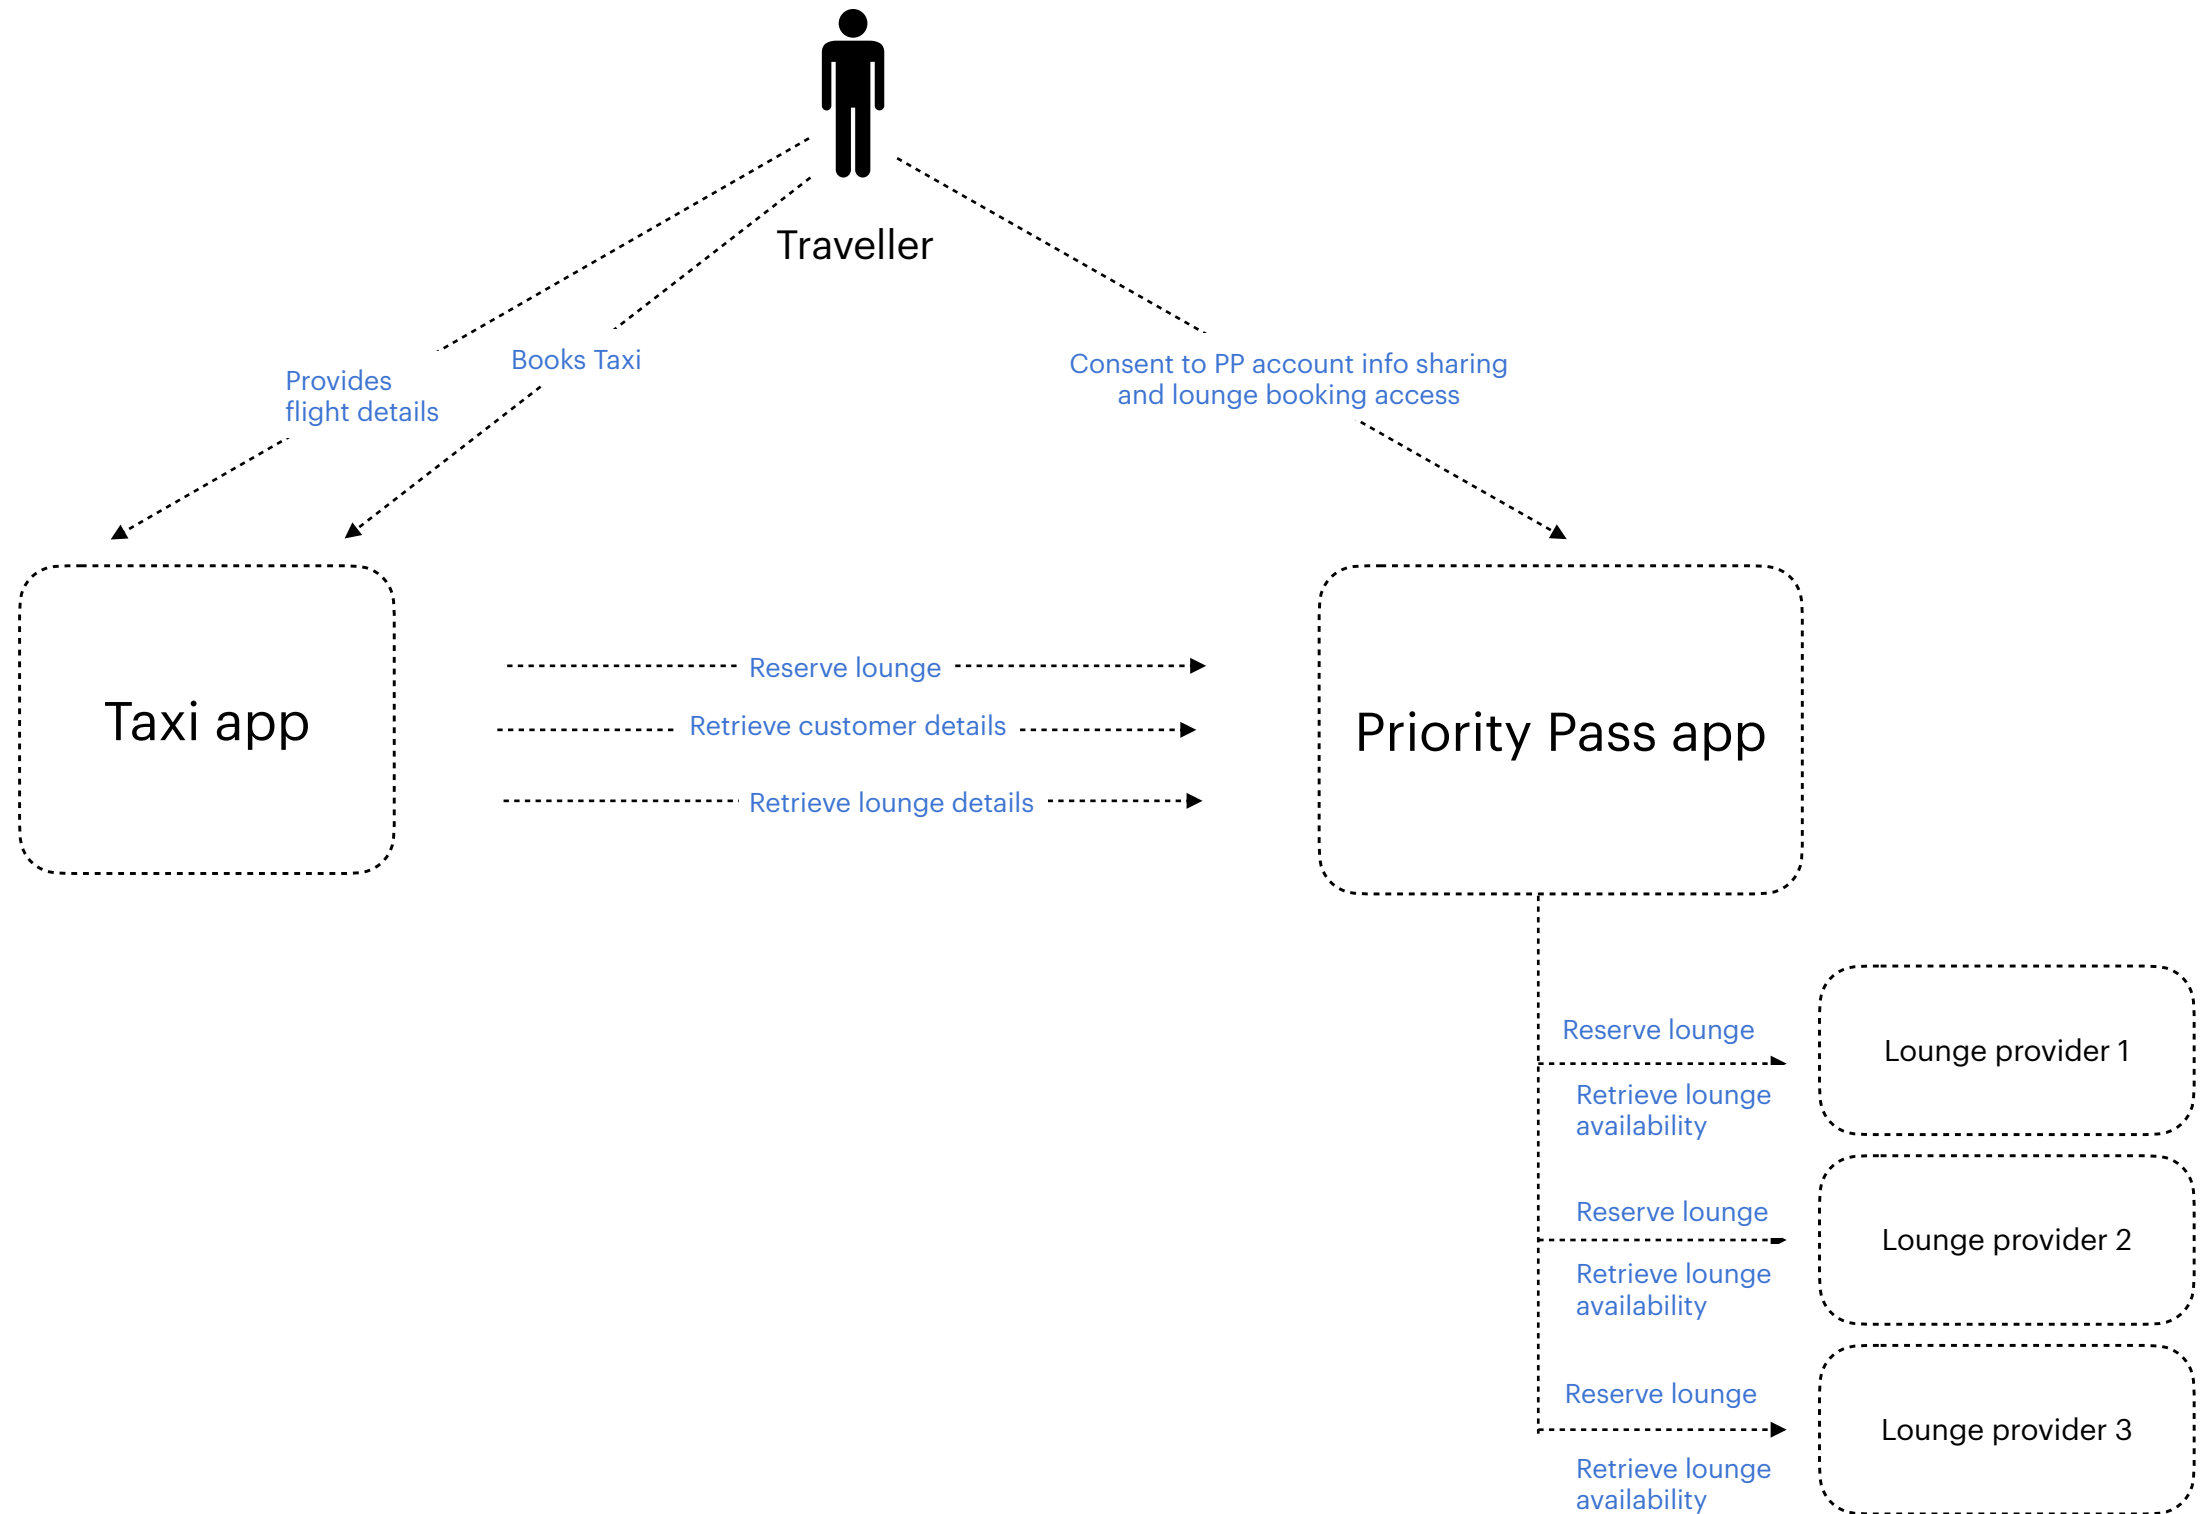 Traveller
Provides
flight details
Books Taxi
Consent to PP account info sharing
and lounge booking access
Taxi app
Reserve lounge
Retrieve customer details
Retrieve lounge details
Priority Pass app
Reserve lounge
Retrieve lounge
availability
Lounge provider 1
Reserve lounge
Retrieve lounge
availability
Lounge provider 2
Reserve lounge
Retrieve lounge
availability
Lounge provider 3